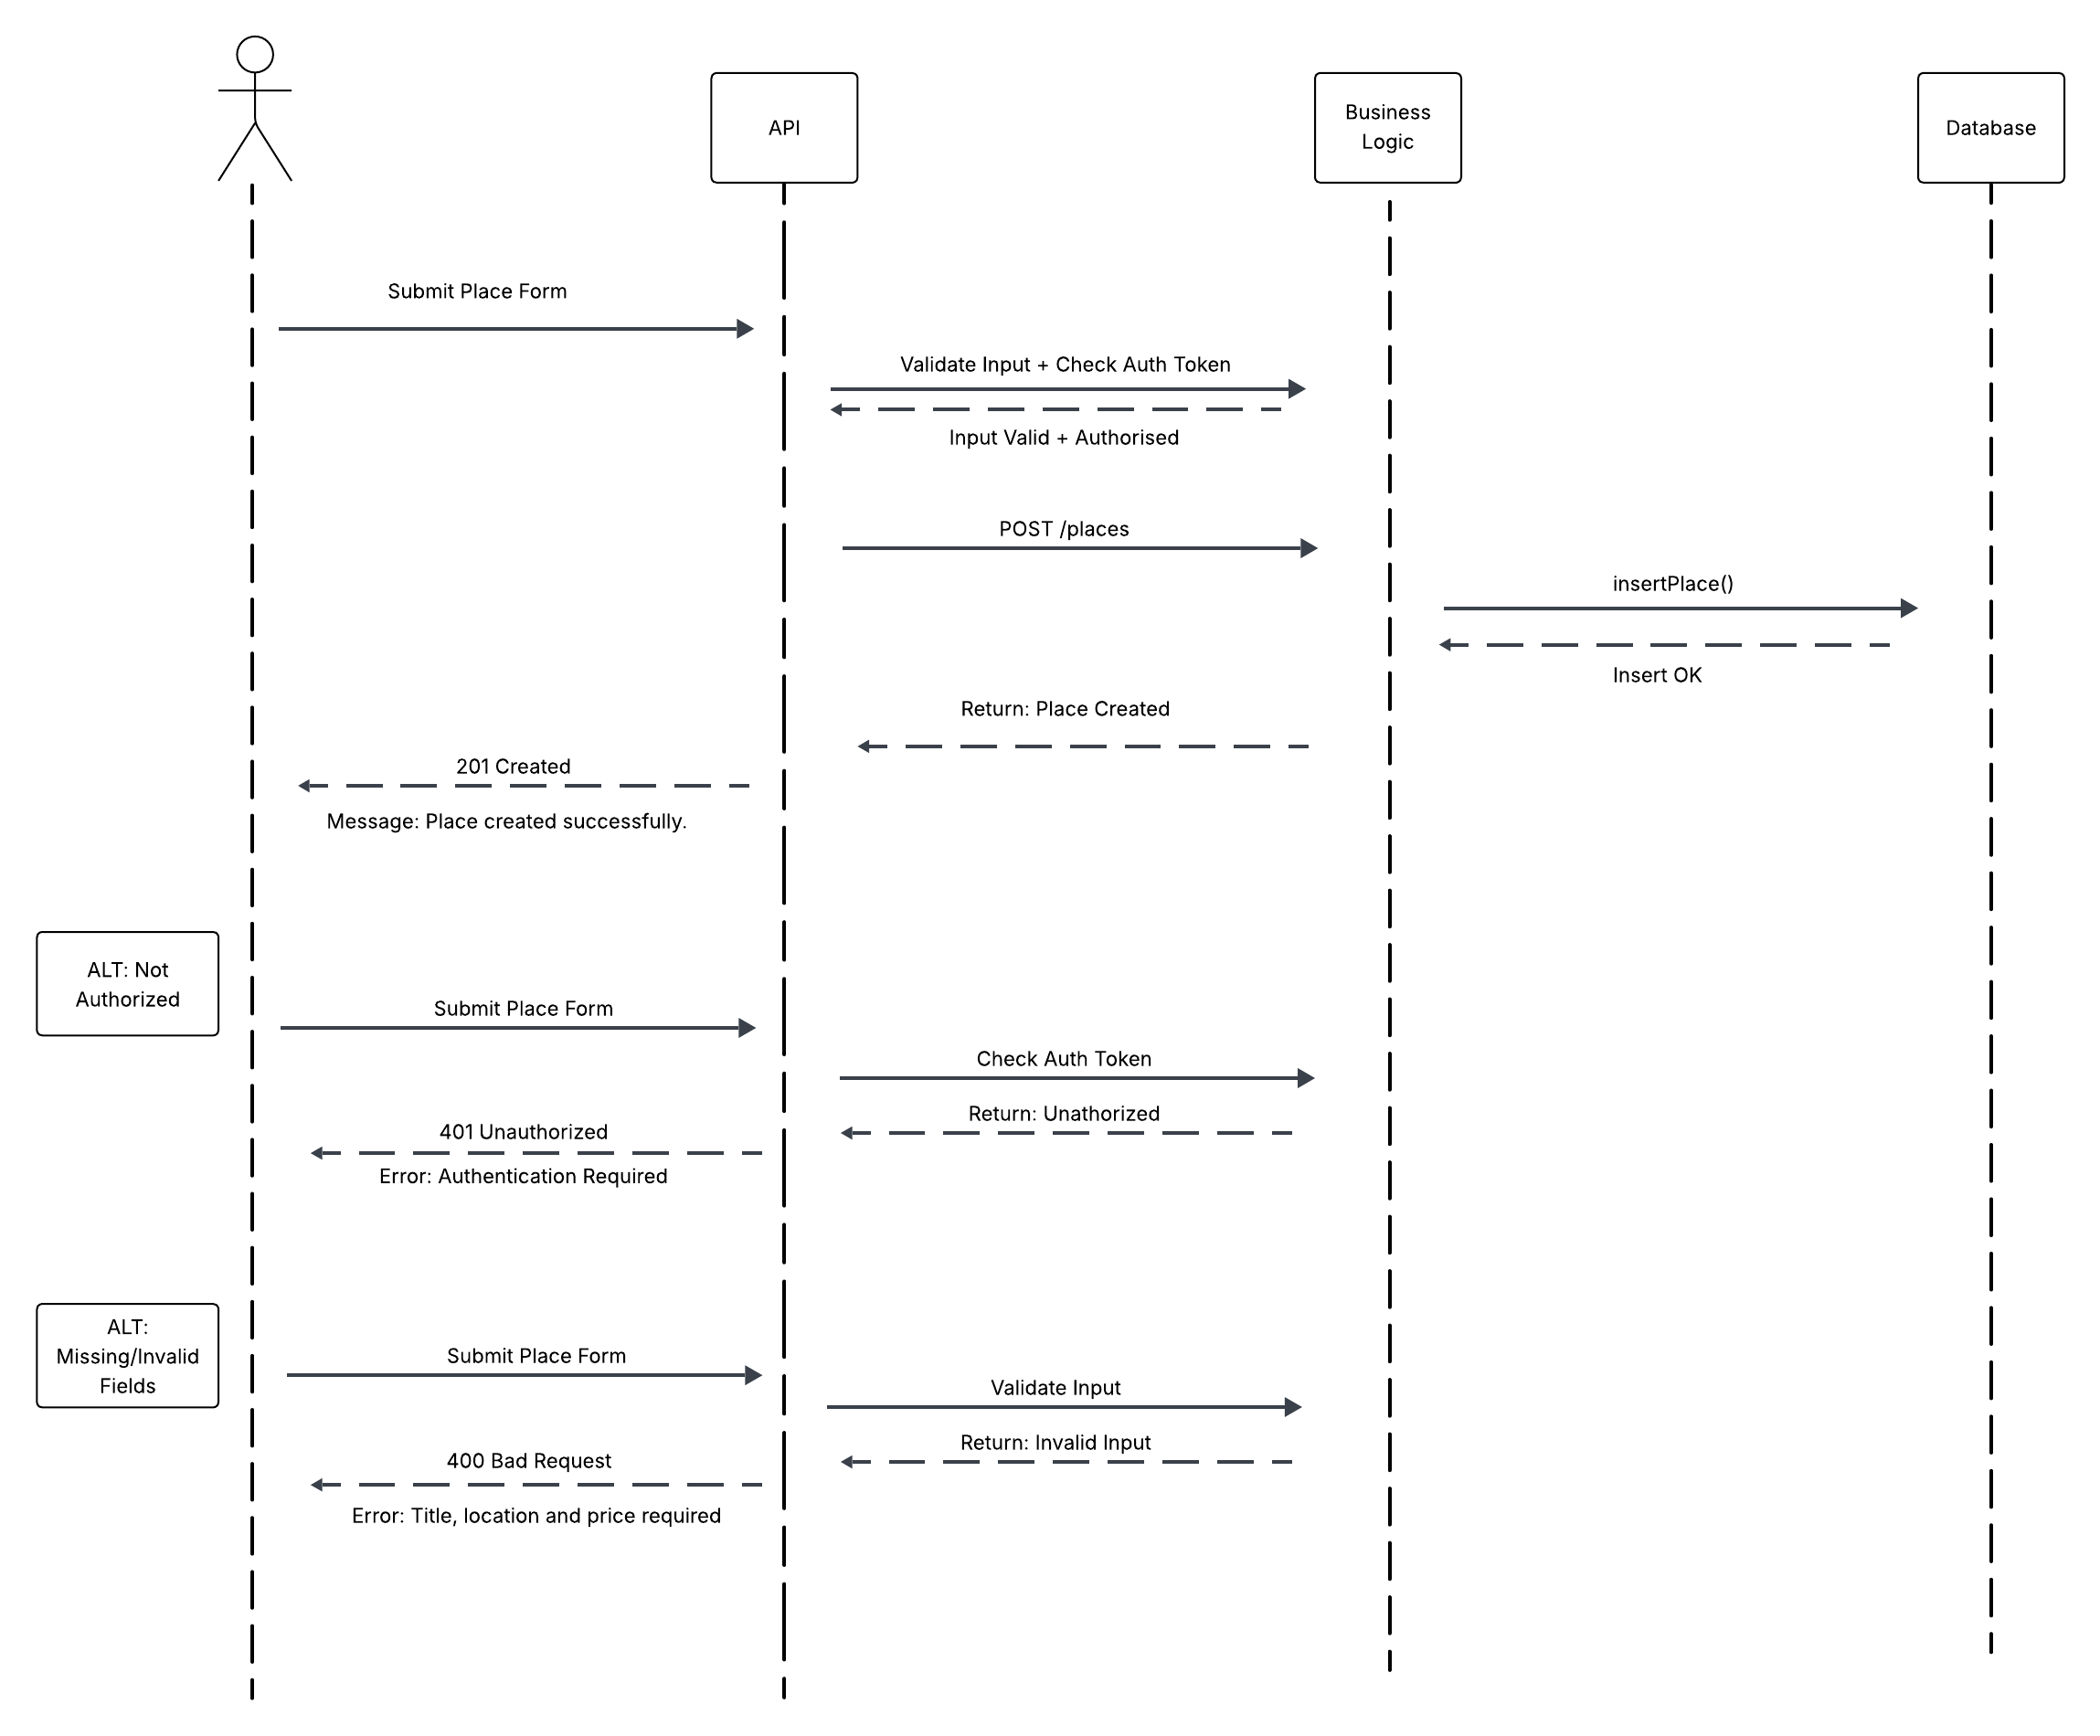 API
Business
Logic
Database
Submit Place Form
Validate Input + Check Auth Token
Input Valid + Authorised
POST /places
insertPlace()
Insert OK
Return: Place Created
201 Created
Message: Place created successfully.
ALT: Not
Authorized
Submit Place Form
Check Auth Token
Return: Unathorized
401 Unauthorized
Error: Authentication Required
ALT:
Missing/Invalid
Fields
Submit Place Form
Validate Input
Return: Invalid Input
400 Bad Request
Error: Title, location and price required